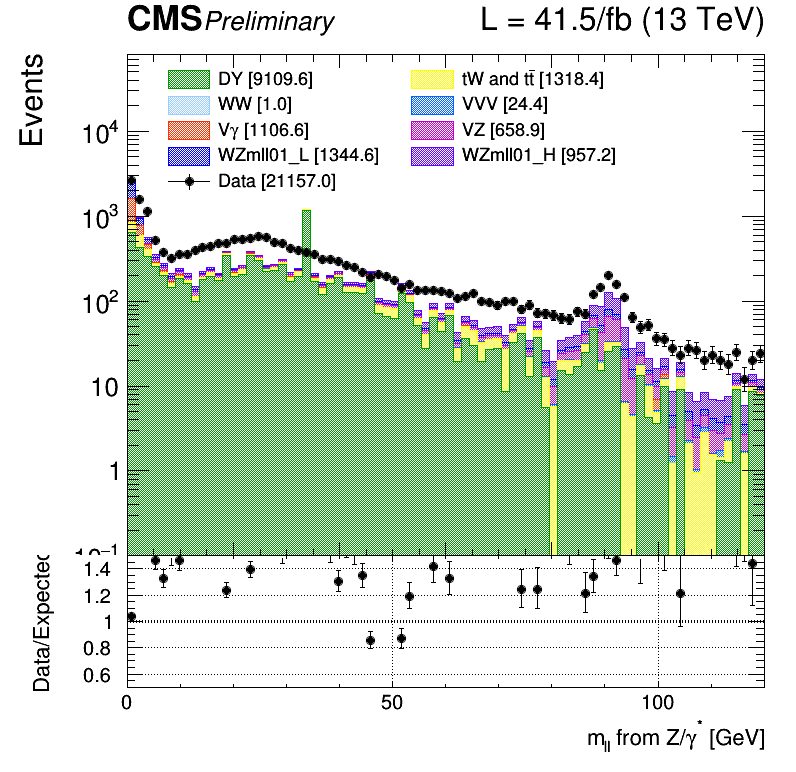 CMS Preliminary L = 41.5/fb (13 TeV)
Events
DY [9109.6] tW and tt̄ [1318.4]
WW [1.0] VVV [24.4]
Vγ [1106.6] VZ [658.9]
WZmll01_L [1344.6] WZmll01_H [957.2]
Data [21157.0]
10⁴
10³
10²
10
1
10⁻¹
Data/Expected
1.4
1.2
1
0.8
0.6
0 50 100
m_ll from Z/γ* [GeV]